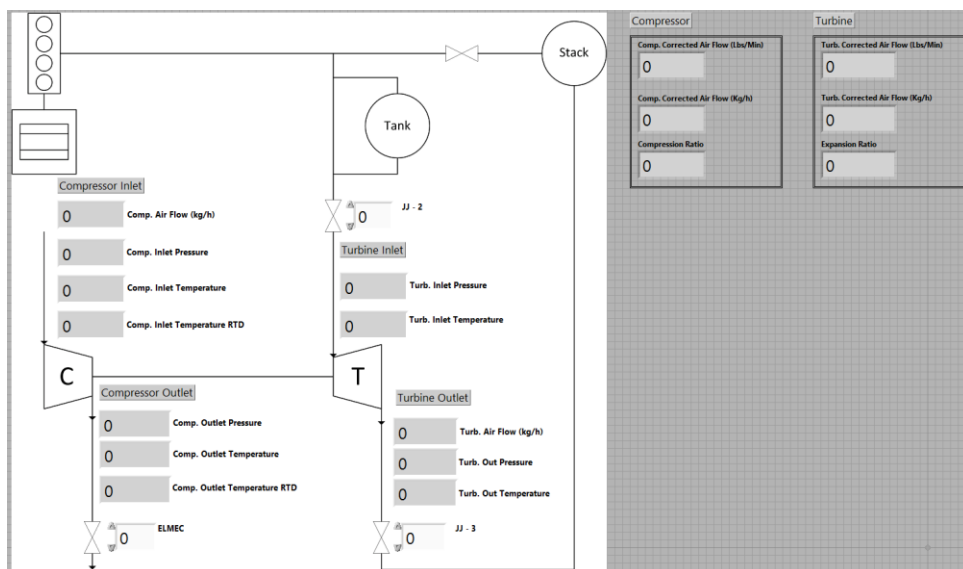 Stack
Tank
Compressor Inlet
0
Comp. Air Flow (kg/h)
0
Comp. Inlet Pressure
0
Comp. Inlet Temperature
0
Comp. Inlet Temperature RTD
0
JJ - 2
Turbine Inlet
0
Turb. Inlet Pressure
0
Turb. Inlet Temperature
C
T
Compressor Outlet
0
Comp. Outlet Pressure
0
Comp. Outlet Temperature
0
Comp. Outlet Temperature RTD
0
ELMEC
Turbine Outlet
0
Turb. Air Flow (kg/h)
0
Turb. Out Pressure
0
Turb. Out Temperature
0
JJ - 3
Compressor
Comp. Corrected Air Flow (Lbs/Min)
0
Comp. Corrected Air Flow (Kg/h)
0
Compression Ratio
0
Turbine
Turb. Corrected Air Flow (Lbs/Min)
0
Turb. Corrected Air Flow (Kg/h)
0
Expansion Ratio
0